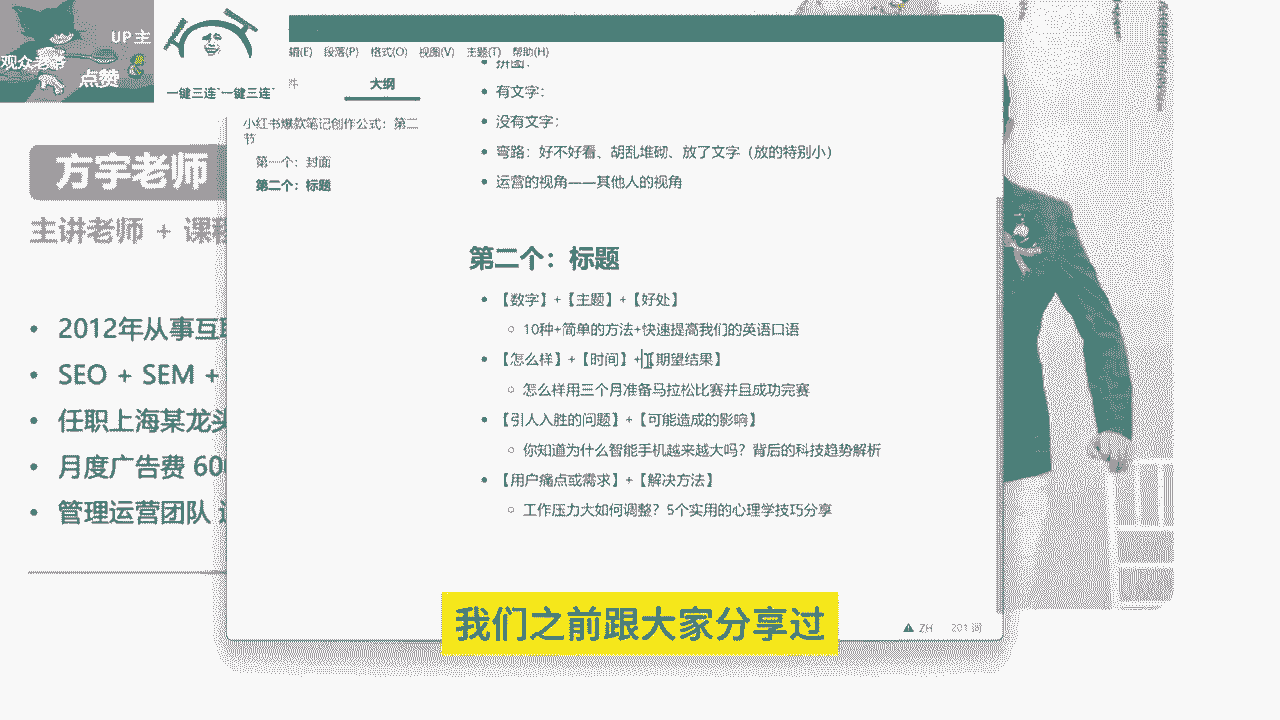 UP主
观众老爷
点赞
一键三连 一键三连
辑(E) 段落(P) 格式(O) 视图(V) 主题(T) 帮助(H)
件
大纲
小红书爆款笔记创作公式：第二
节
第一个：封面
第二个：标题
拼图：
有文字：
没有文字：
弯路：好不好看、胡乱堆砌、放了文字（放的特别小）
运营的视角——其他人的视角
第二个：标题
【数字】+【主题】+【好处】
10种+简单的方法+快速提高我们的英语口语
【怎么样】+【时间】+【期望结果】
怎么样用三个月准备马拉松比赛并且成功完赛
【引人入胜的问题】+【可能造成的影响】
你知道为什么智能手机越来越大吗？背后的科技趋势解析
【用户痛点或需求】+【解决方法】
工作压力大如何调整？5个实用的心理学技巧分享
ZH 201 词
方宇老师
主讲老师 + 课
2012年从事互
SEO + SEM +
任职上海某龙头
月度广告费 60
管理运营团队
我们之前跟大家分享过